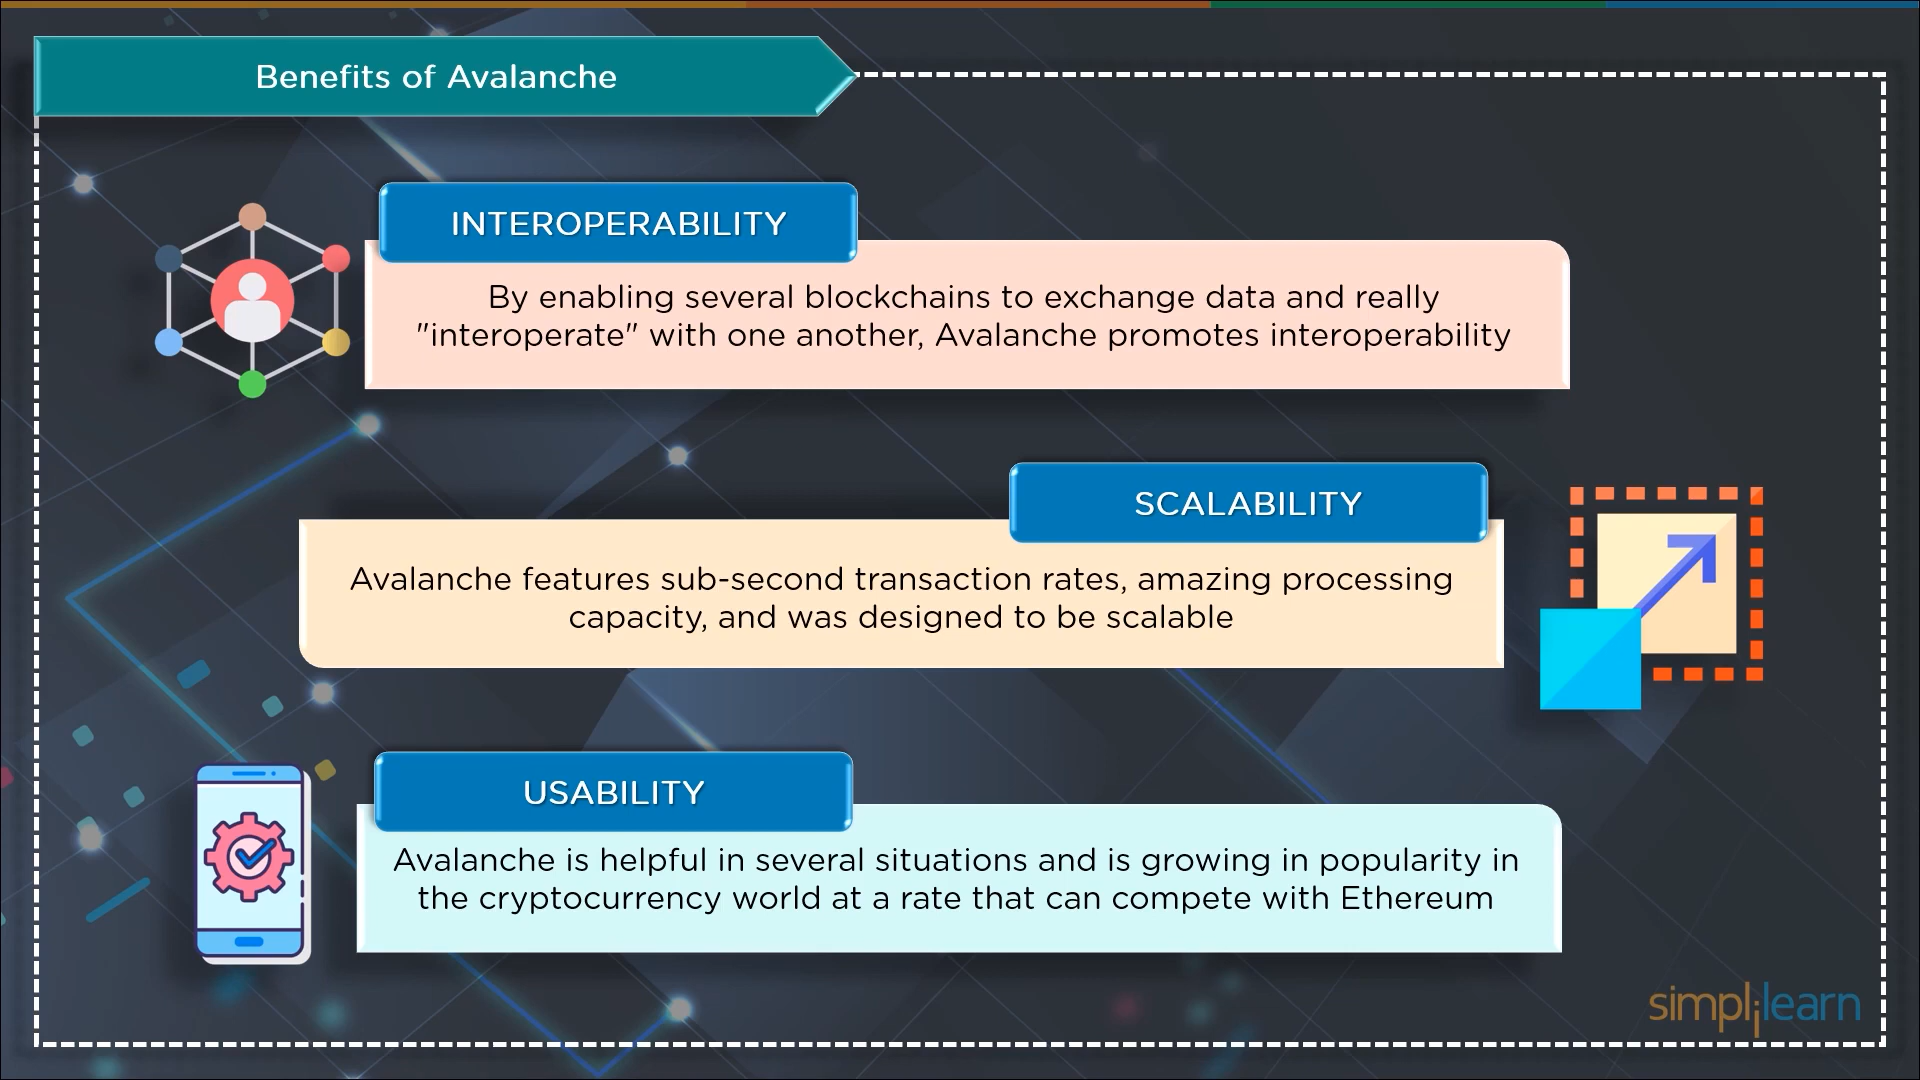 Benefits of Avalanche
INTEROPERABILITY
By enabling several blockchains to exchange data and really
"interoperate" with one another, Avalanche promotes interoperability
SCALABILITY
Avalanche features sub-second transaction rates, amazing processing
capacity, and was designed to be scalable
USABILITY
Avalanche is helpful in several situations and is growing in popularity in
the cryptocurrency world at a rate that can compete with Ethereum
simplilearn